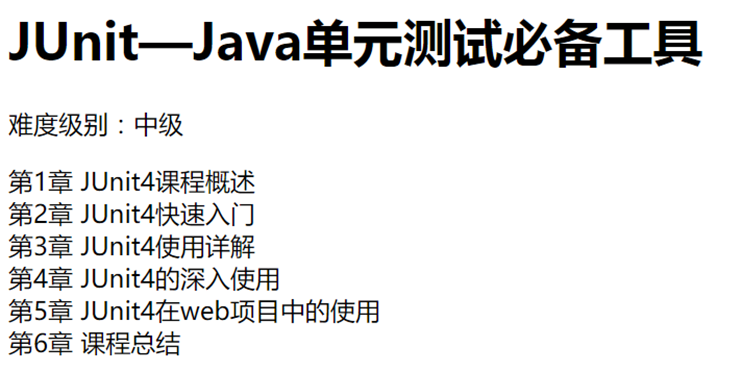 JUnit—Java单元测试必备工具
难度级别：中级
第1章 JUnit4课程概述
第2章 JUnit4快速入门
第3章 JUnit4使用详解
第4章 JUnit4的深入使用
第5章 JUnit4在web项目中的使用
第6章 课程总结